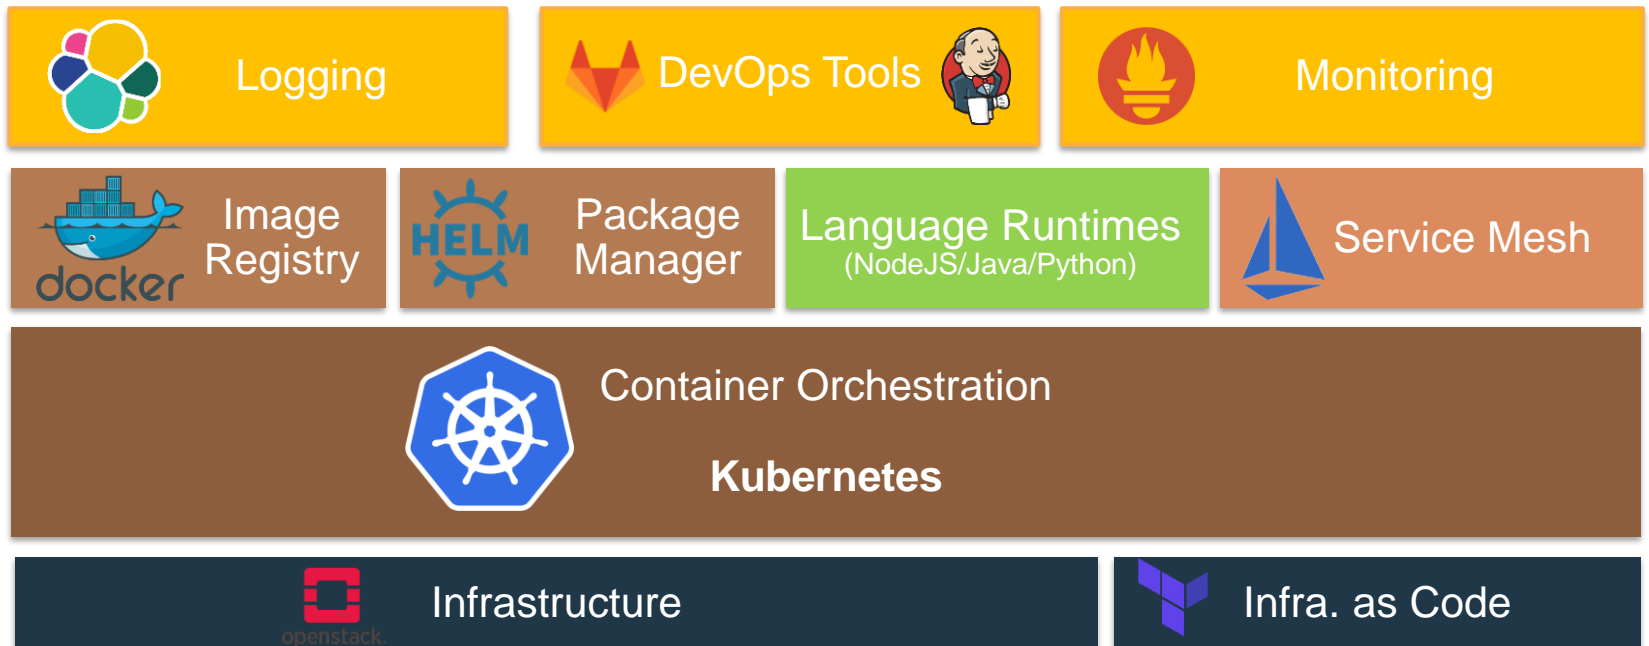 Logging
DevOps Tools
Monitoring
docker
Image
Registry
HELM
Package
Manager
Language Runtimes
(NodeJS/Java/Python)
Service Mesh
Container Orchestration
Kubernetes
openstack.
Infrastructure
Infra. as Code